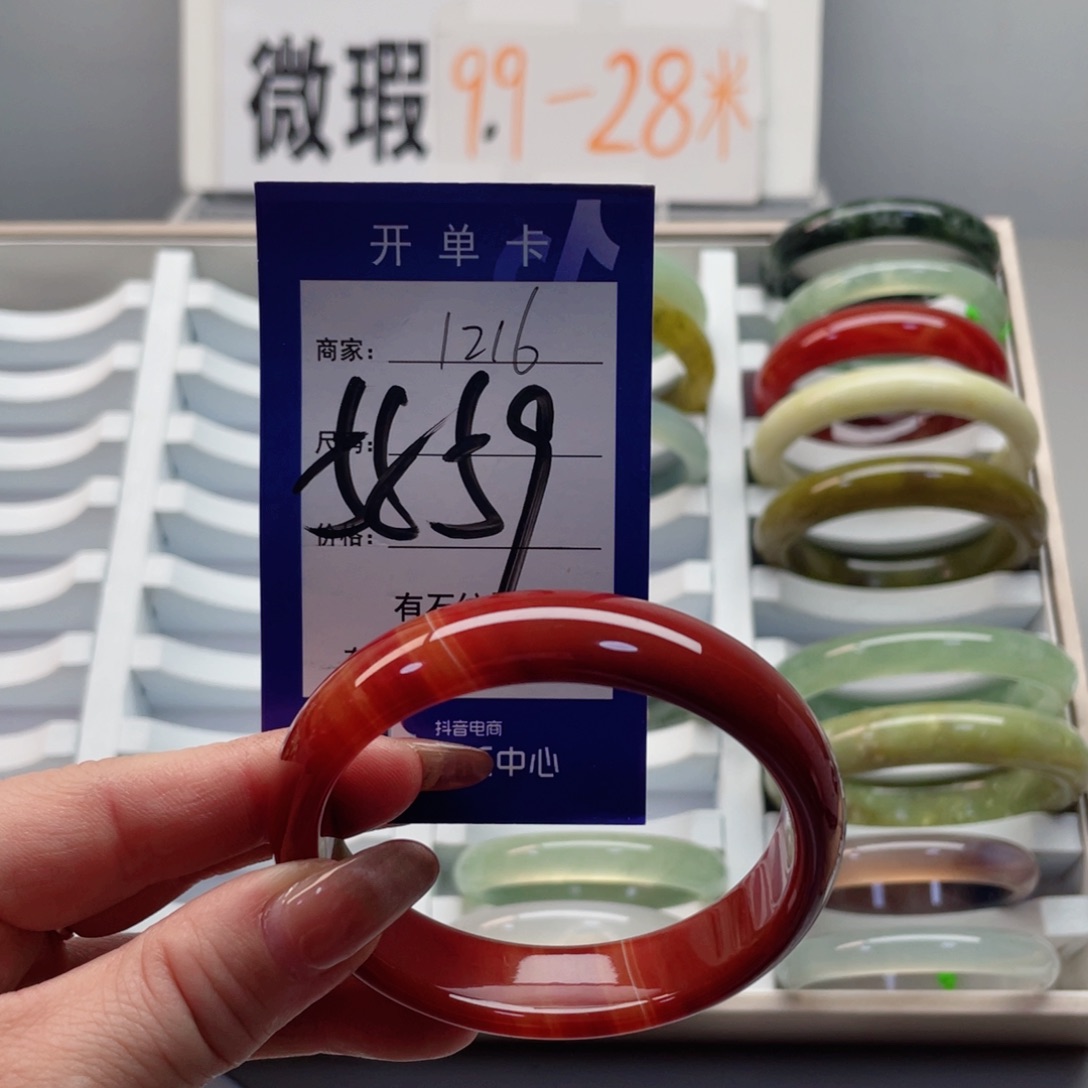 微瑕 9.9-28米
开单卡
商家: 1216
尺寸:
5859
价格:
有石纹
抖音电商
中心